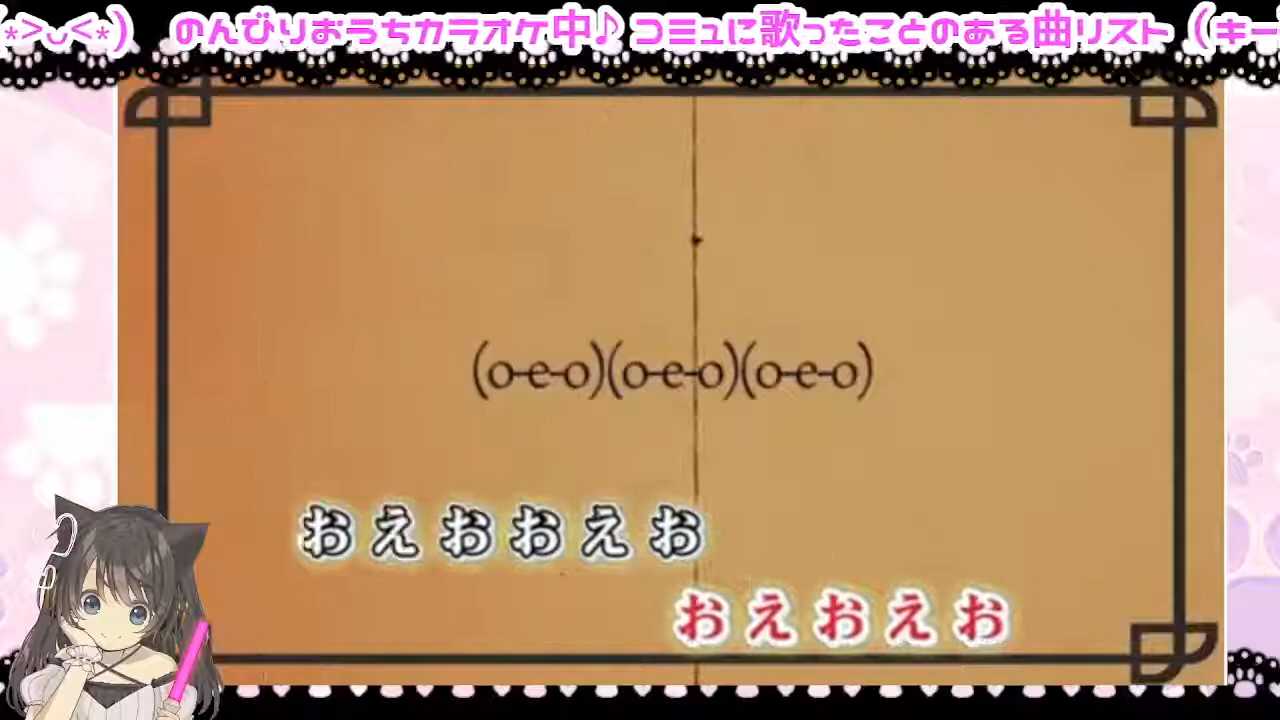 (*>ᴗ<*) のんびりおうちカラオケ中♪ コミュに歌ったことのある曲リスト (キー
(o-e-o)(o-e-o)(o-e-o)
おえおおえお
おえおえお